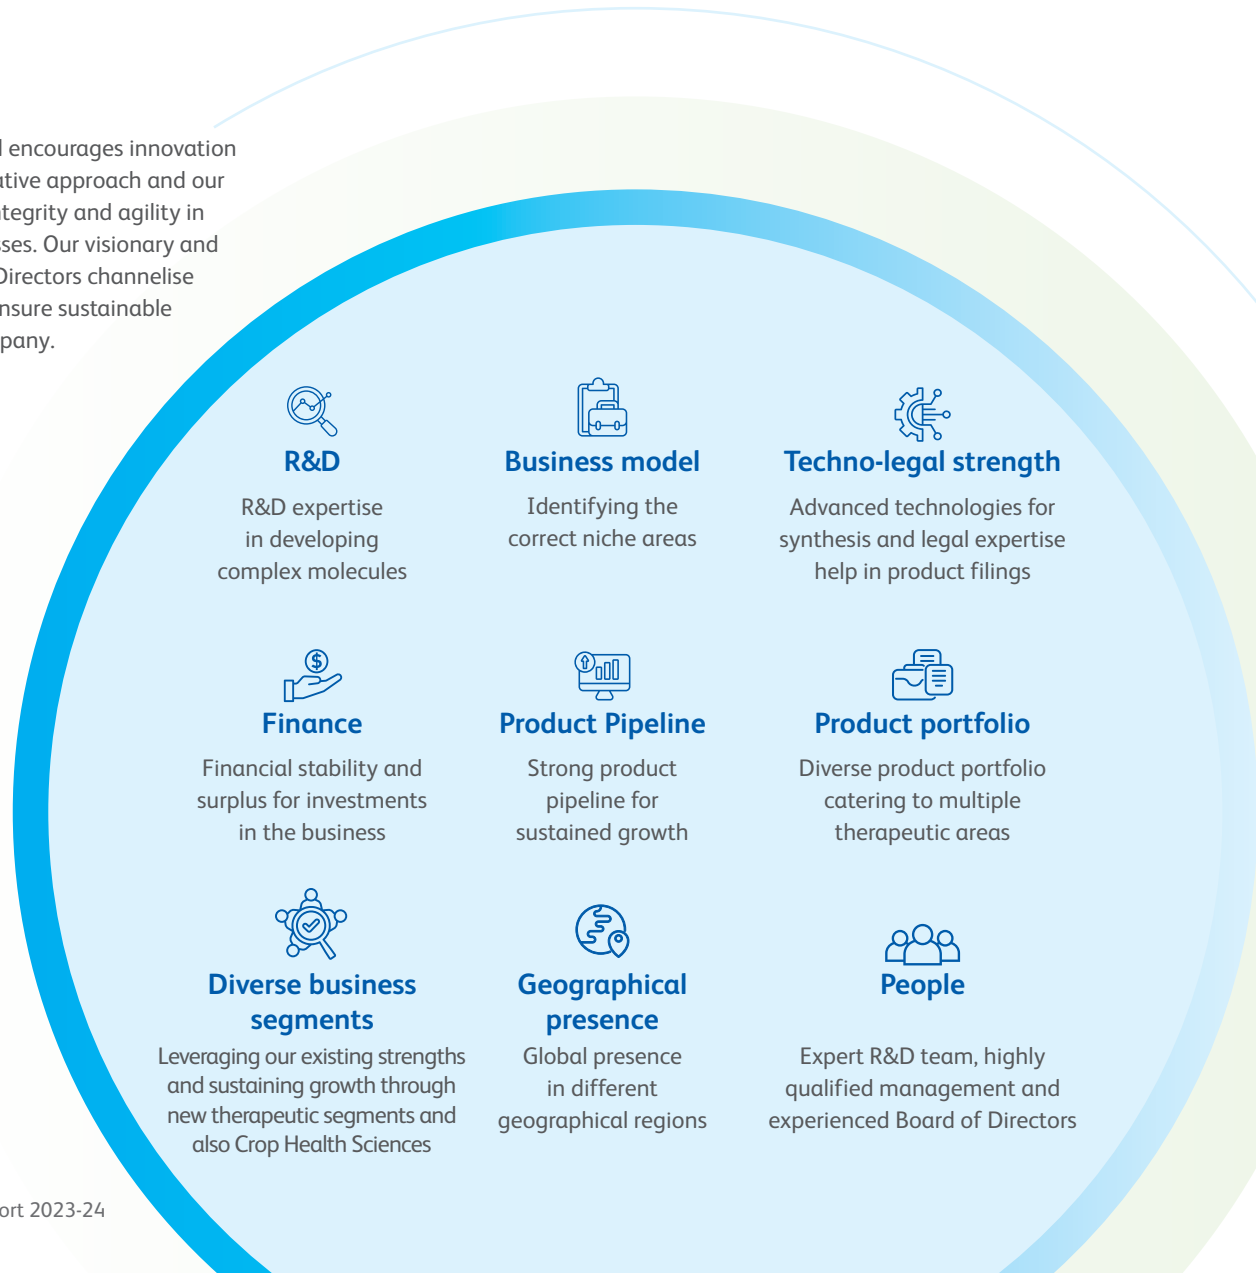 encourages innovation
ative approach and our
ntegrity and agility in
sses. Our visionary and
Directors channelise
nsure sustainable
pany.
R&D
R&D expertise
in developing
complex molecules
Business model
Identifying the
correct niche areas
Techno-legal strength
Advanced technologies for
synthesis and legal expertise
help in product filings
Finance
Financial stability and
surplus for investments
in the business
Product Pipeline
Strong product
pipeline for
sustained growth
Product portfolio
Diverse product portfolio
catering to multiple
therapeutic areas
Diverse business
segments
Leveraging our existing strengths
and sustaining growth through
new therapeutic segments and
also Crop Health Sciences
Geographical
presence
Global presence
in different
geographical regions
People
Expert R&D team, highly
qualified management and
experienced Board of Directors
ort 2023-24